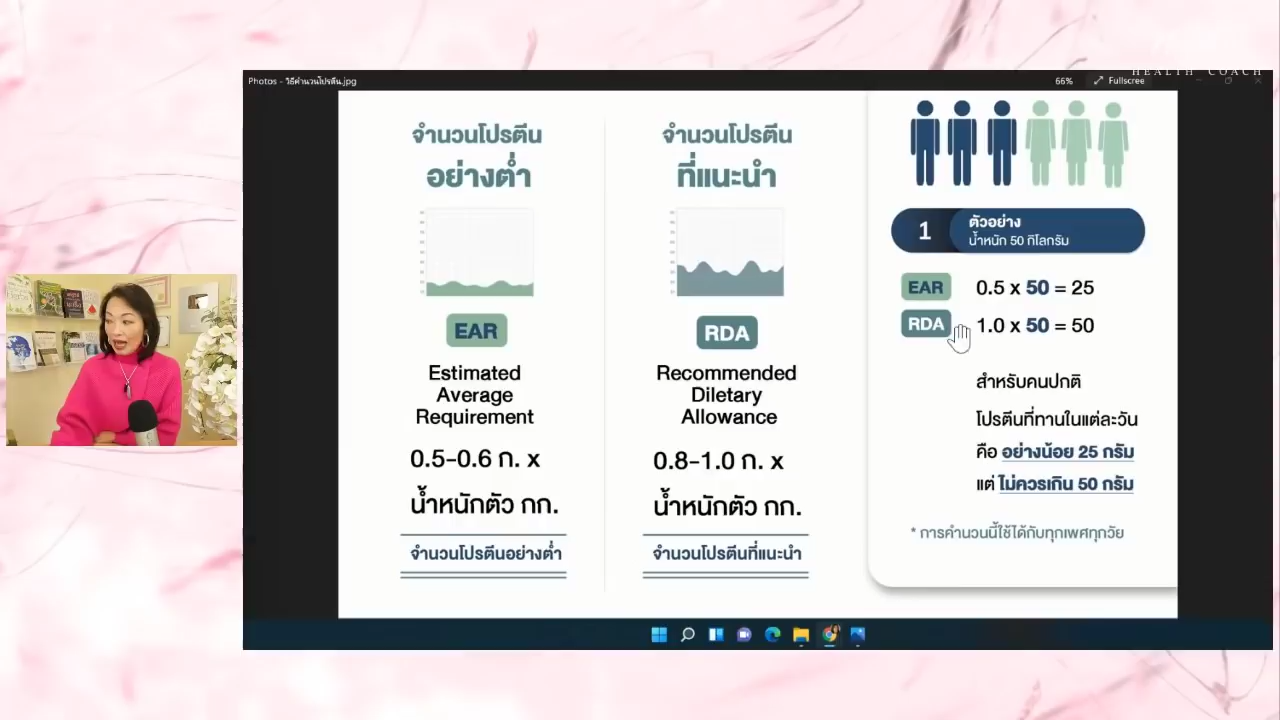 HEALTH COACH
Photos - วิธีคำนวนโปรตีน.jpg
66%
Fullscree
จำนวนโปรตีน
อย่างต่ำ
EAR
Estimated
Average
Requirement
0.5-0.6 ก. x
น้ำหนักตัว กก.
จำนวนโปรตีนอย่างต่ำ
จำนวนโปรตีน
ที่แนะนำ
RDA
Recommended
Diletary
Allowance
0.8-1.0 ก. x
น้ำหนักตัว กก.
จำนวนโปรตีนที่แนะนำ
1
ตัวอย่าง
น้ำหนัก 50 กิโลกรัม
EAR 0.5 x 50 = 25
RDA 1.0 x 50 = 50
สำหรับคนปกติ
โปรตีนที่ทานในแต่ละวัน
คือ อย่างน้อย 25 กรัม
แต่ ไม่ควรเกิน 50 กรัม
* การคำนวนนี้ใช้ได้กับทุกเพศทุกวัย